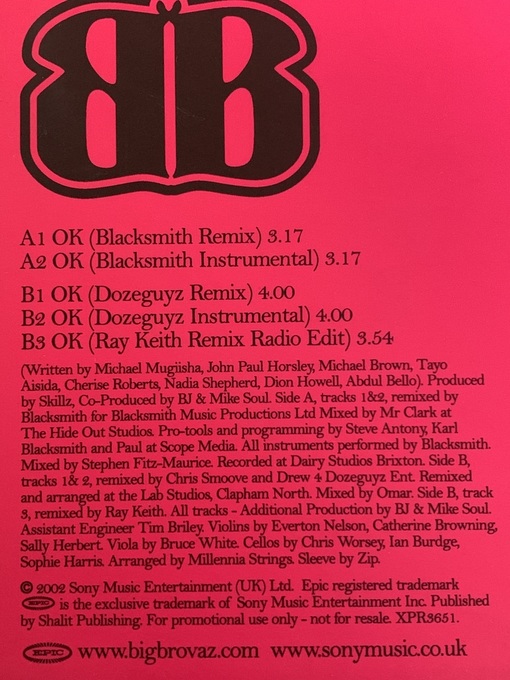 BB
A1 OK (Blacksmith Remix) 3.17
A2 OK (Blacksmith Instrumental) 3.17
B1 OK (Dozeguyz Remix) 4.00
B2 OK (Dozeguyz Instrumental) 4.00
B3 OK (Ray Keith Remix Radio Edit) 3.54
(Written by Michael Mugiisha, John Paul Horsley, Michael Brown, Tayo
Aisida, Cherise Roberts, Nadia Shepherd, Dion Howell, Abdul Bello). Produced
by Skillz, Co-Produced by BJ & Mike Soul. Side A, tracks 1&2, remixed by
Blacksmith for Blacksmith Music Productions Ltd Mixed by Mr Clark at
The Hide Out Studios. Pro-tools and programming by Steve Antony, Karl
Blacksmith and Paul at Scope Media. All instruments performed by Blacksmith.
Mixed by Stephen Fitz-Maurice. Recorded at Dairy Studios Brixton. Side B,
tracks 1& 2, remixed by Chris Smoove and Drew 4 Dozeguyz Ent. Remixed
and arranged at the Lab Studios, Clapham North. Mixed by Omar. Side B, track
3, remixed by Ray Keith. All tracks - Additional Production by BJ & Mike Soul.
Assistant Engineer Tim Briley. Violins by Everton Nelson, Catherine Browning,
Sally Herbert. Viola by Bruce White. Cellos by Chris Worsey, Ian Burdge,
Sophie Harris. Arranged by Millennia Strings. Sleeve by Zip.
© 2002 Sony Music Entertainment (UK) Ltd. Epic registered trademark
EPIC is the exclusive trademark of Sony Music Entertainment Inc. Published
by Shalit Publishing. For promotional use only - not for resale. XPR3651.
EPIC www.bigbrovaz.com www.sonymusic.co.uk